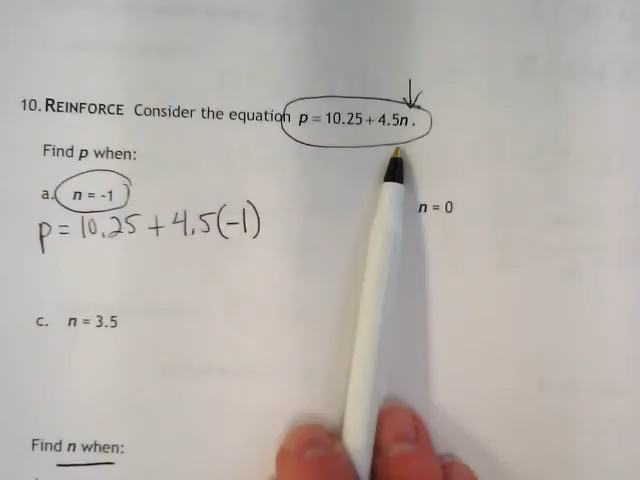 10. REINFORCE Consider the equation p = 10.25 + 4.5n.
Find p when:
a. n = -1
n = 0
p = 10.25 + 4.5(-1)
c. n = 3.5
Find n when: